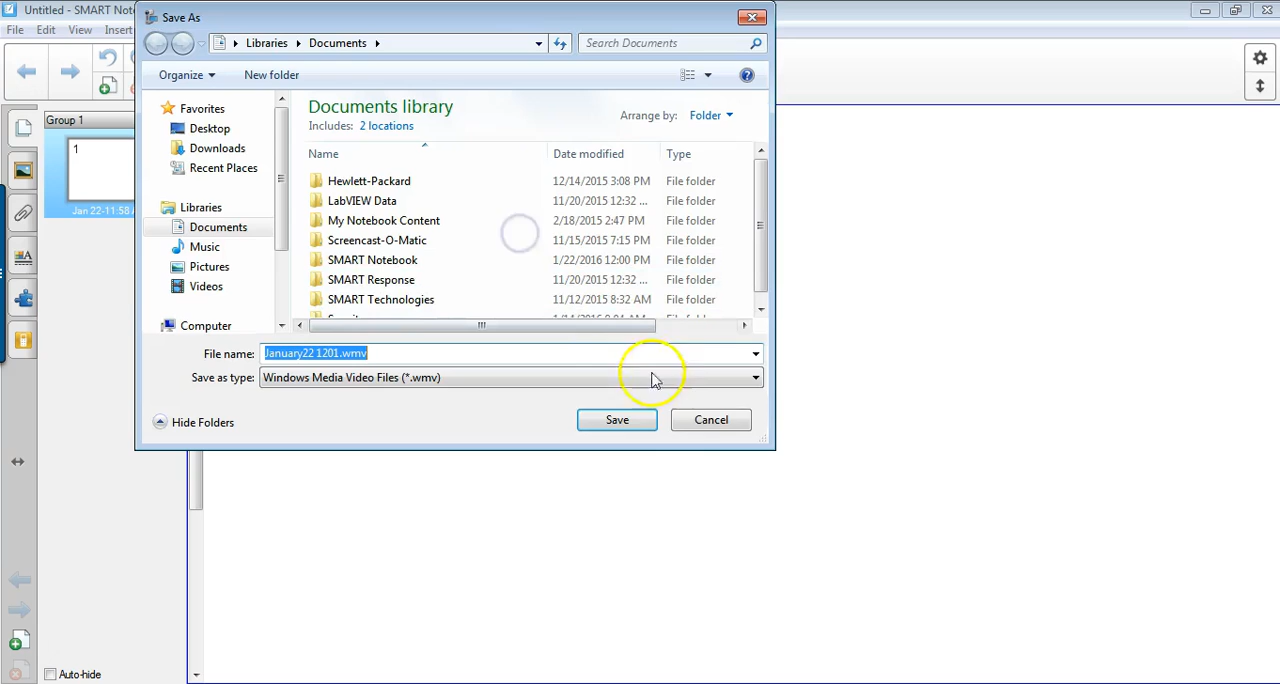 Untitled - SMART Note
Save As
File Edit View Insert
Libraries Documents
Search Documents
Organize New folder
Documents library
Includes: 2 locations
Arrange by: Folder
Name Date modified Type
Favorites
Desktop
Downloads
Recent Places
Libraries
Documents
Music
Pictures
Videos
Computer
Hewlett-Packard 12/14/2015 3:08 PM File folder
LabVIEW Data 11/20/2015 12:32 ... File folder
My Notebook Content 2/18/2015 2:47 PM File folder
Screencast-O-Matic 11/15/2015 7:15 PM File folder
SMART Notebook 1/22/2016 12:00 PM File folder
SMART Response 11/20/2015 12:32 ... File folder
SMART Technologies 11/12/2015 8:32 AM File folder
File folder
File name: January22 1201.wmv
Save as type: Windows Media Video Files (*.wmv)
Hide Folders
Save Cancel
Group 1
1
Jan 22-11:58
Auto-hide